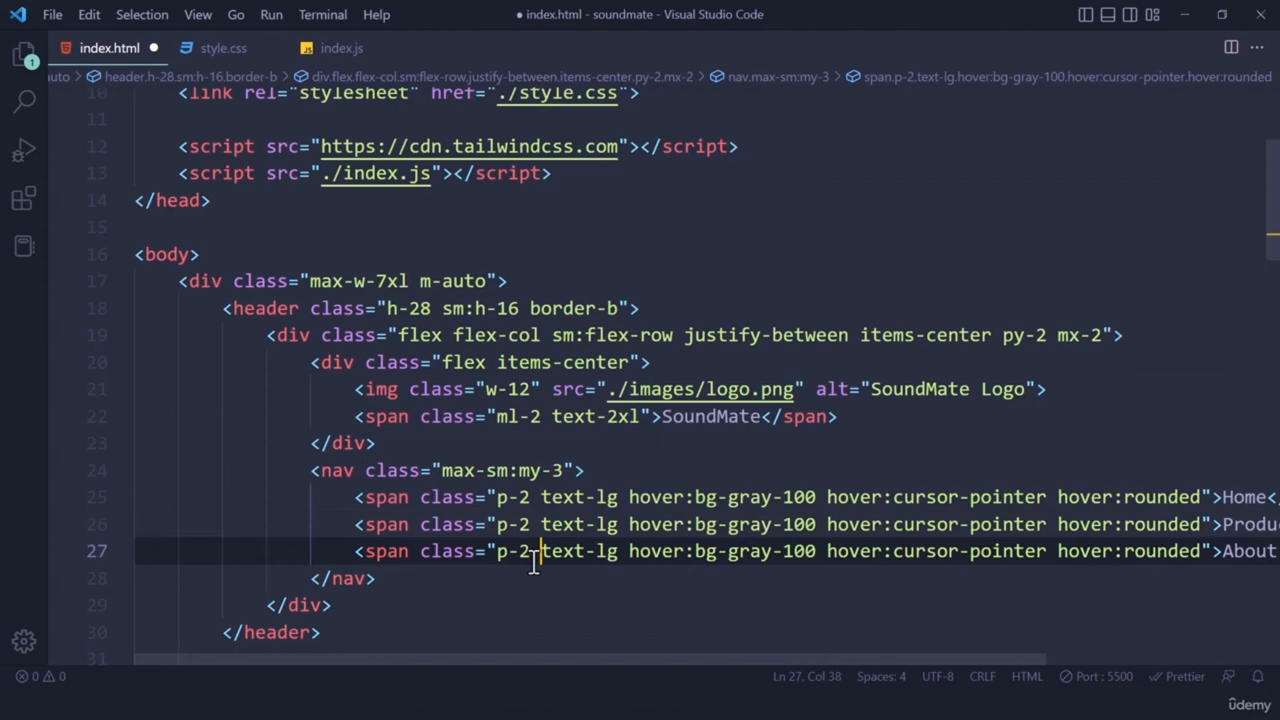 File Edit Selection View Go Run Terminal Help
● index.html - soundmate - Visual Studio Code
index.html ●
style.css
JS index.js
auto > header.h-28.sm:h-16.border-b > div.flex.flex-col.sm:flex-row.justify-between.items-center.py-2.mx-2 > nav.max-sm:my-3 > span.p-2.text-lg.hover:bg-gray-100.hover:cursor-pointer.hover:rounded
1
10 <link rel="stylesheet" href="./style.css">
11
12 <script src="https://cdn.tailwindcss.com"></script>
13 <script src="./index.js"></script>
14 </head>
15
16 <body>
17 <div class="max-w-7xl m-auto">
18 <header class="h-28 sm:h-16 border-b">
19 <div class="flex flex-col sm:flex-row justify-between items-center py-2 mx-2">
20 <div class="flex items-center">
21 <img class="w-12" src="./images/logo.png" alt="SoundMate Logo">
22 <span class="ml-2 text-2xl">SoundMate</span>
23 </div>
24 <nav class="max-sm:my-3">
25 <span class="p-2 text-lg hover:bg-gray-100 hover:cursor-pointer hover:rounded">Home<
26 <span class="p-2 text-lg hover:bg-gray-100 hover:cursor-pointer hover:rounded">Produ
27 <span class="p-2 text-lg hover:bg-gray-100 hover:cursor-pointer hover:rounded">About
28 </nav>
29 </div>
30 </header>
31
0 0
Ln 27, Col 38 Spaces: 4 UTF-8 CRLF HTML Port : 5500 Prettier
ûdemy